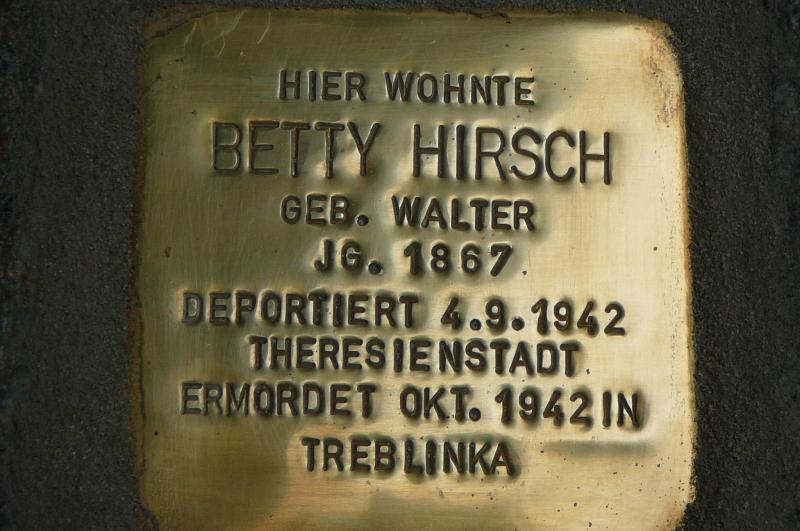 HIER WOHNTE
BETTY HIRSCH
GEB. WALTER
JG. 1867
DEPORTIERT 4.9.1942
THERESIENSTADT
ERMORDET OKT. 1942 IN
TREBLINKA